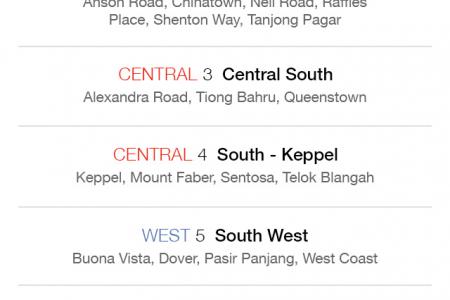 Anson Road, Chinatown, Neil Road, Raffles
Place, Shenton Way, Tanjong Pagar
CENTRAL 3 Central South
Alexandra Road, Tiong Bahru, Queenstown
CENTRAL 4 South - Keppel
Keppel, Mount Faber, Sentosa, Telok Blangah
WEST 5 South West
Buona Vista, Dover, Pasir Panjang, West Coast